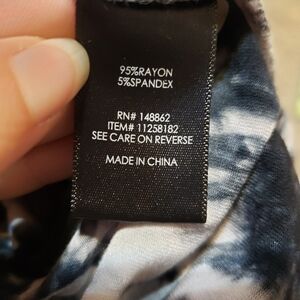 95%RAYON
5%SPANDEX
RN# 148862
ITEM# 11258182
SEE CARE ON REVERSE
MADE IN CHINA